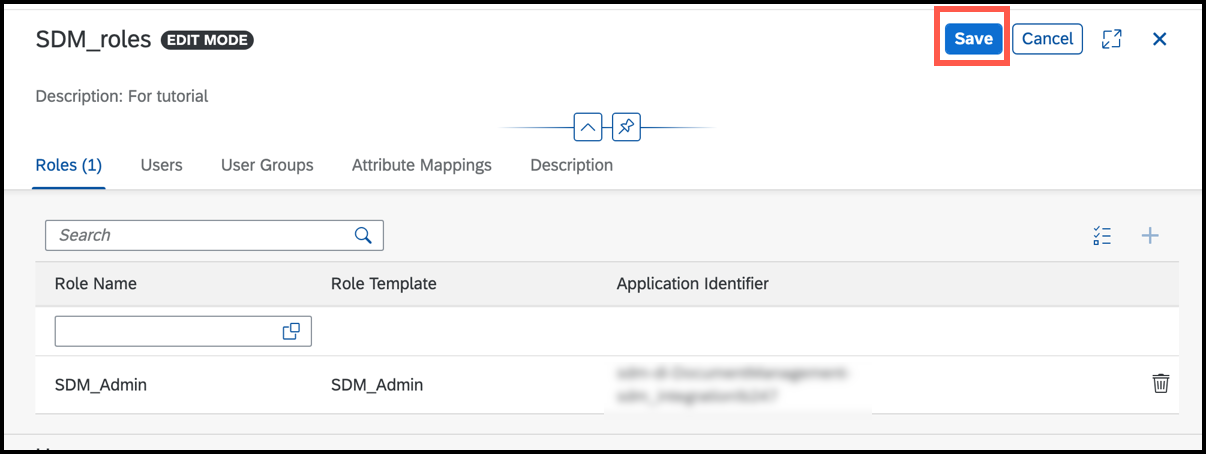 SDM_roles EDIT MODE Save Cancel
Description: For tutorial
Roles (1) Users User Groups Attribute Mappings Description
Search
Role Name Role Template Application Identifier
SDM_Admin SDM_Admin